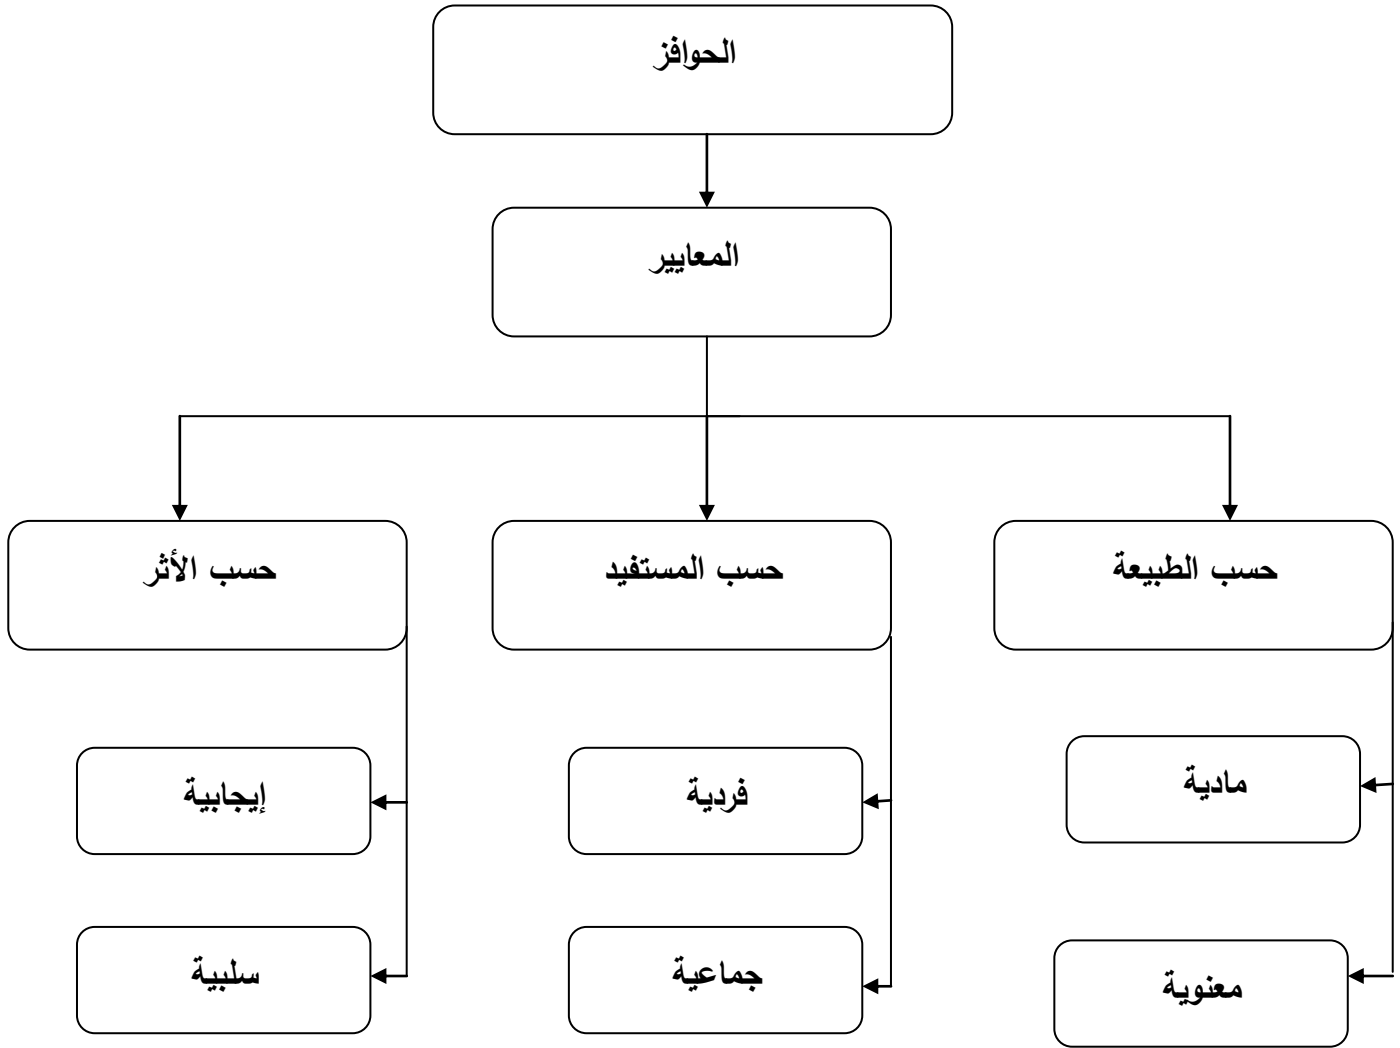 الحوافز
المعايير
حسب الطبيعة
حسب المستفيد
حسب الأثر
مادية
فردية
إيجابية
معنوية
جماعية
سلبية